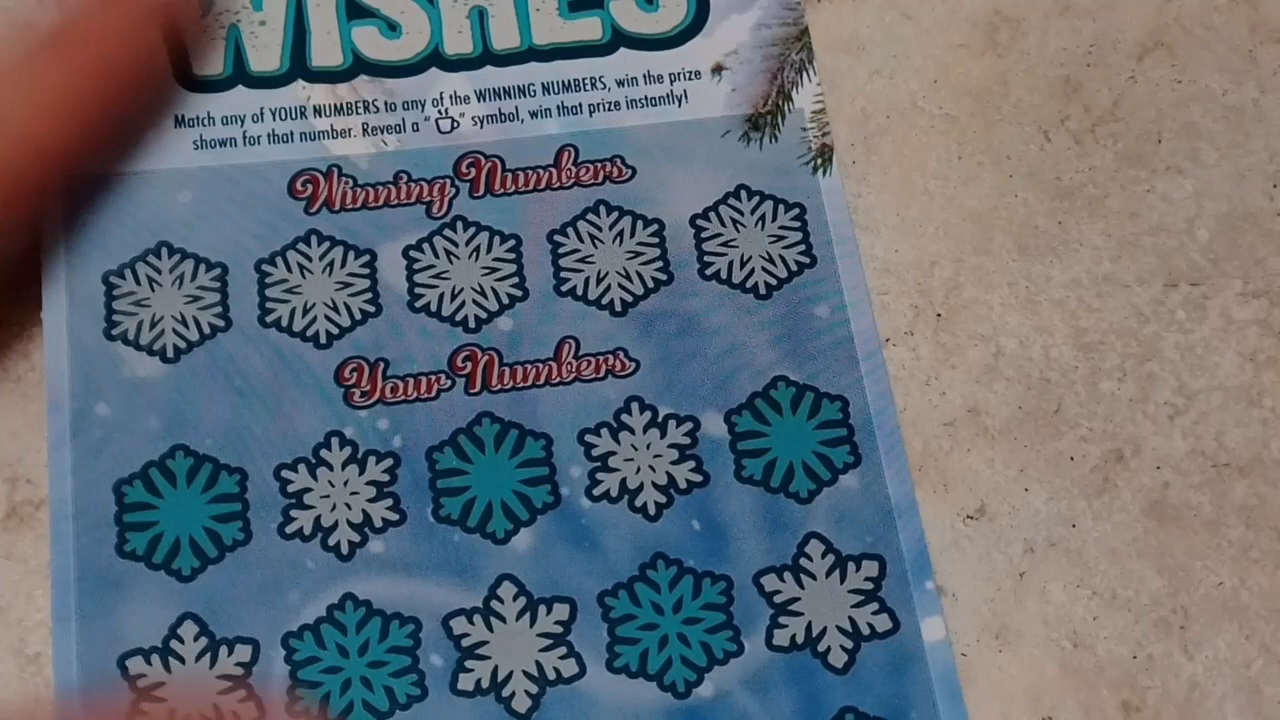 WISHES
Match any of YOUR NUMBERS to any of the WINNING NUMBERS, win the prize
shown for that number. Reveal a " " symbol, win that prize instantly!
Winning Numbers
Your Numbers